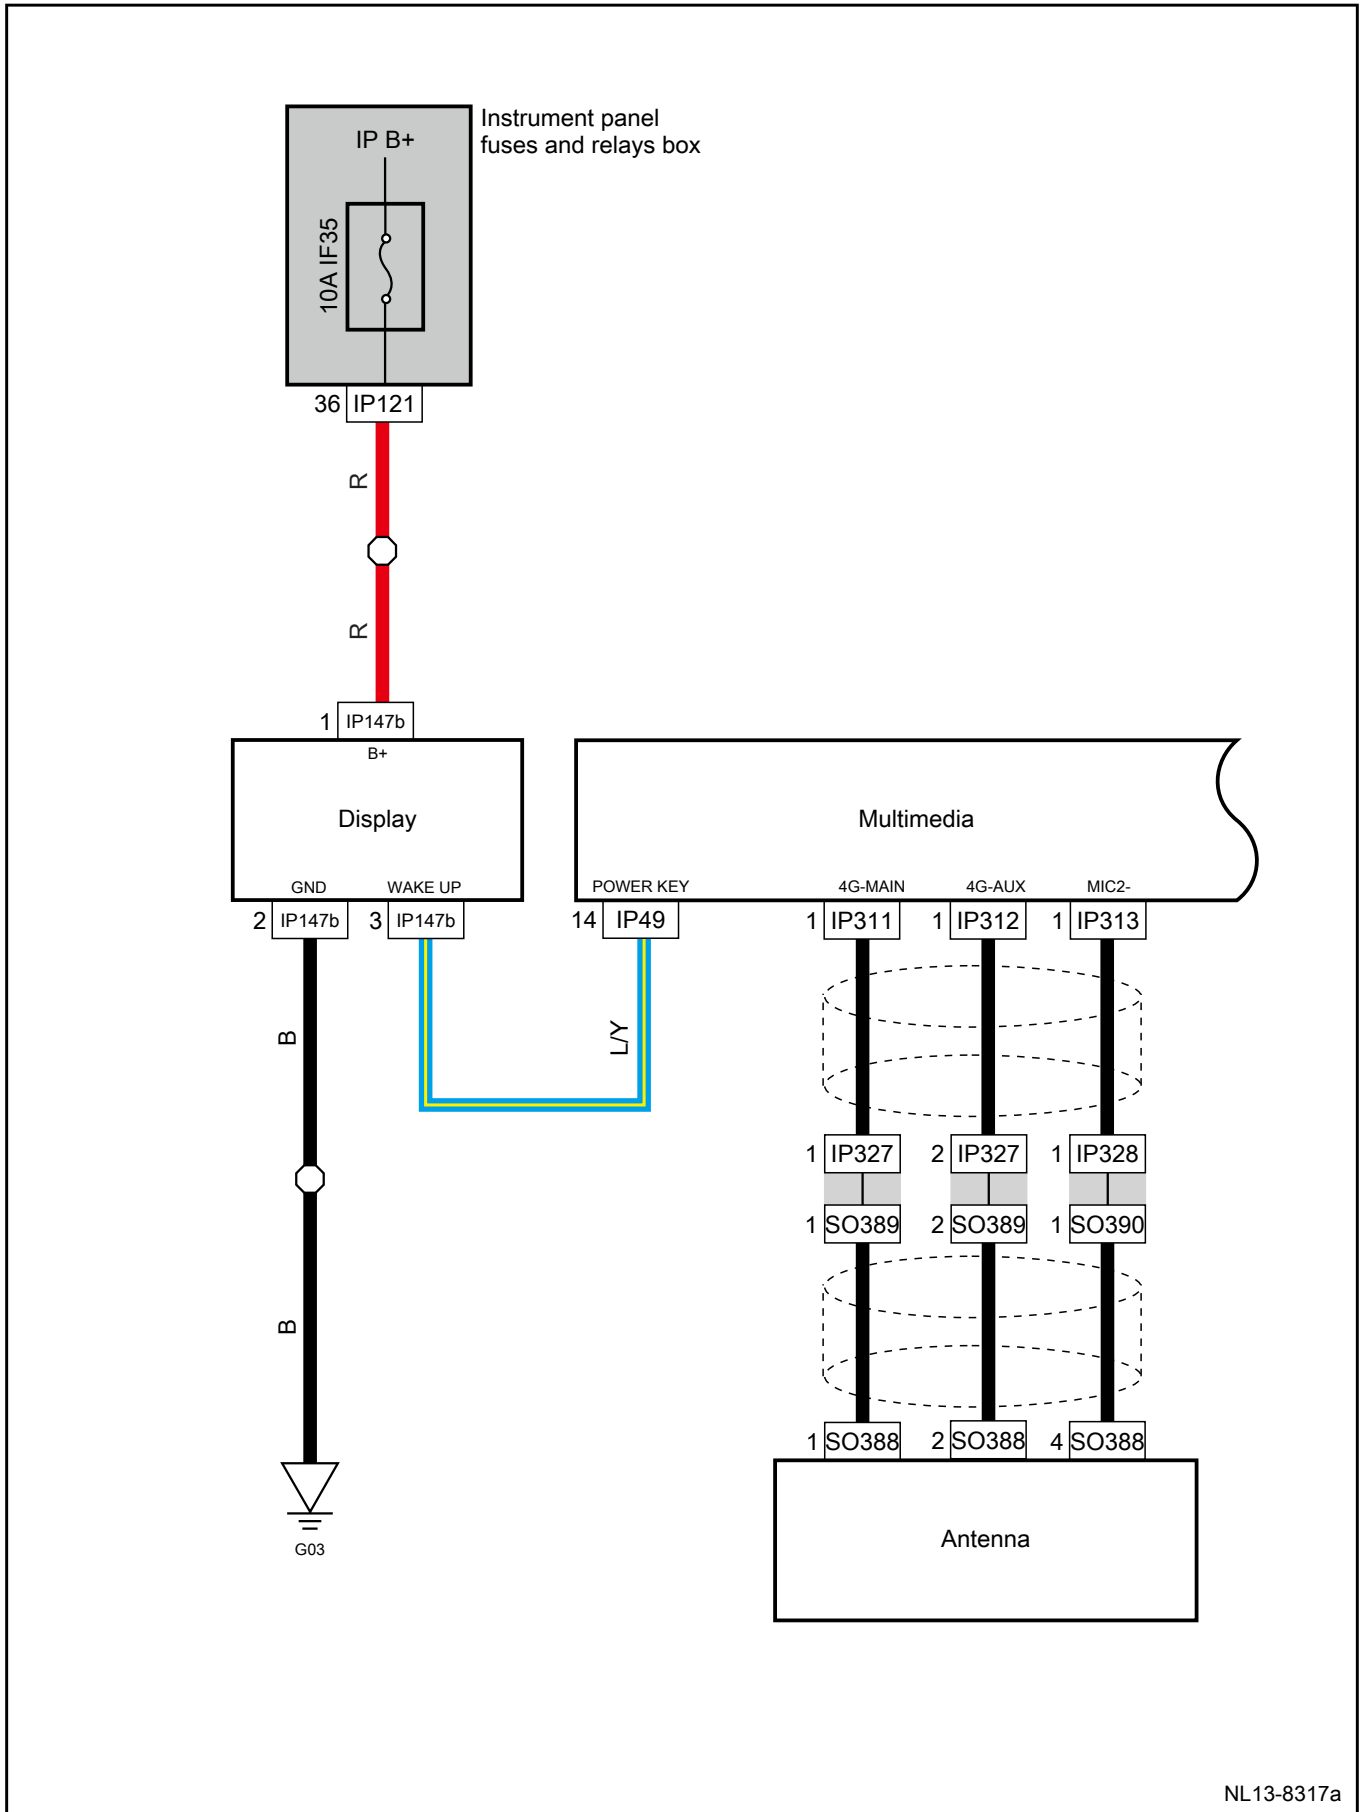 Instrument panel
fuses and relays box
IP B+
10A IF35
36 IP121
R
R
1 IP147b
B+
Display
Multimedia
GND WAKE UP POWER KEY 4G-MAIN 4G-AUX MIC2-
2 IP147b 3 IP147b 14 IP49 1 IP311 1 IP312 1 IP313
B L/Y
1 IP327 2 IP327 1 IP328
1 SO389 2 SO389 1 SO390
B
1 SO388 2 SO388 4 SO388
Antenna
G03
NL13-8317a